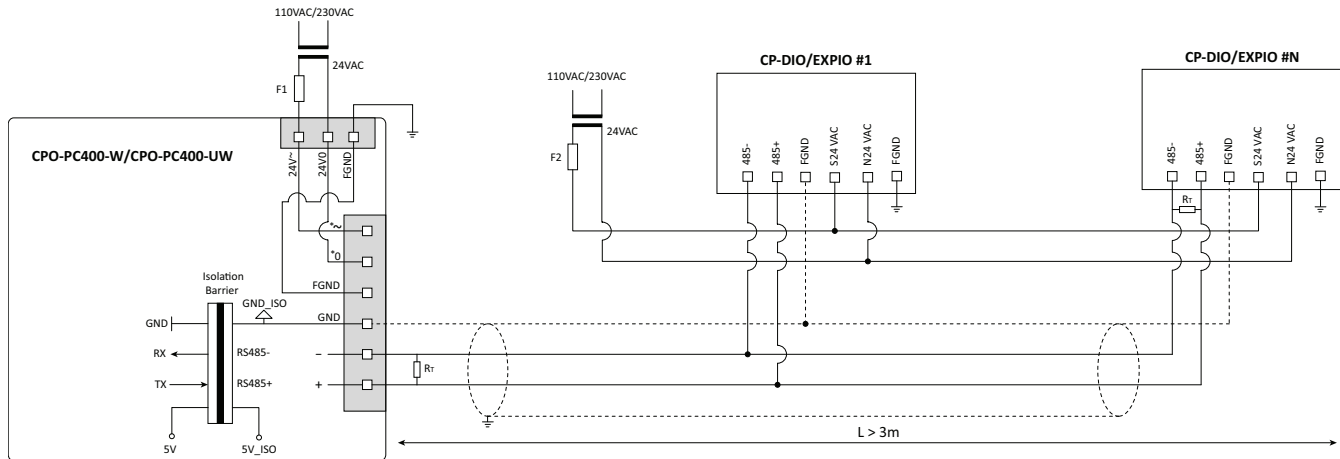 110VAC/230VAC
24VAC
F1
CPO-PC400-W/CPO-PC400-UW
24V~
24V0
FGND
*~
*0
FGND
GND
Isolation
Barrier
GND_ISO
GND
RX
RS485-
–
TX
RS485+
+
5V
5V_ISO
RT
110VAC/230VAC
24VAC
F2
CP-DIO/EXPIO #1
485-
485+
FGND
S24 VAC
N24 VAC
FGND
CP-DIO/EXPIO #N
485-
485+
FGND
S24 VAC
N24 VAC
FGND
RT
L > 3m